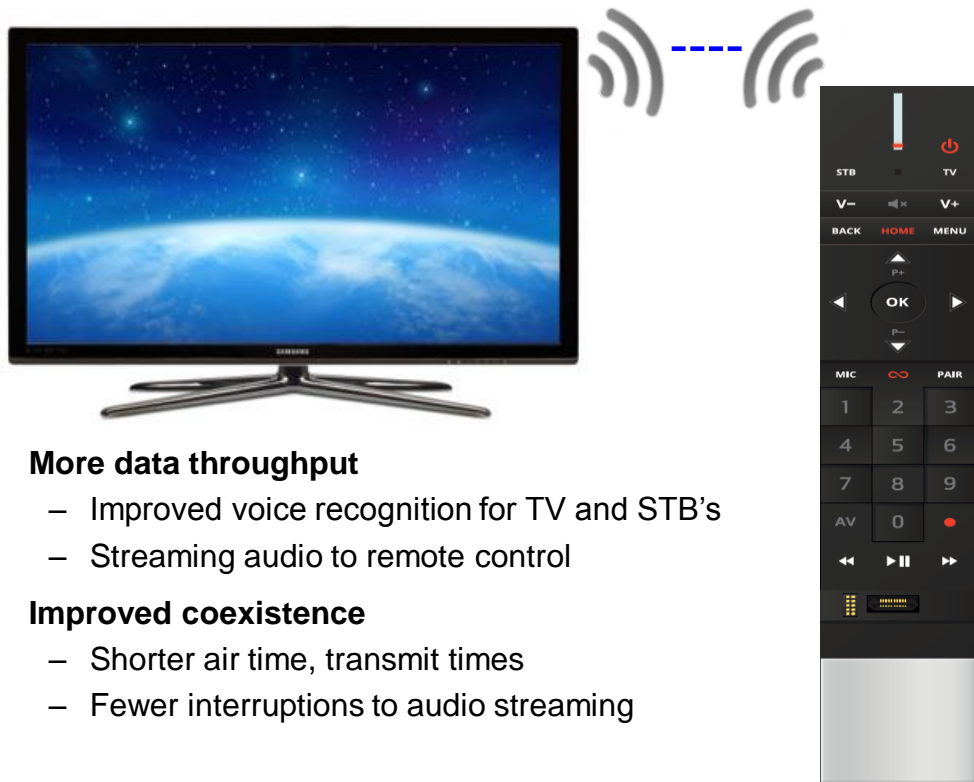 ----
SAMSUNG
STB
TV
V− V+
BACK HOME MENU
P+
OK
P−
MIC ∞ PAIR
1 2 3
4 5 6
7 8 9
AV 0
More data throughput
– Improved voice recognition for TV and STB’s
– Streaming audio to remote control
Improved coexistence
– Shorter air time, transmit times
– Fewer interruptions to audio streaming